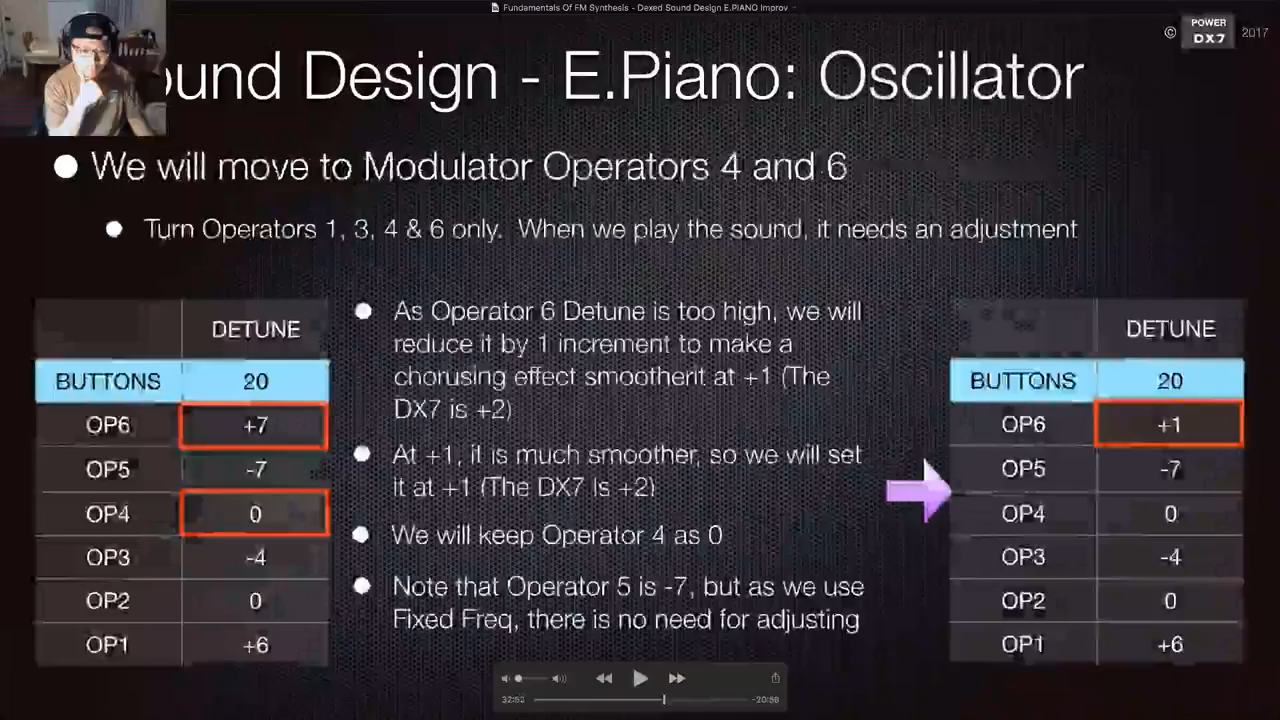 Fundamentals Of FM Synthesis - Dexed Sound Design E.PIANO Improv
© POWER DX7 2017
ound Design - E.Piano: Oscillator
We will move to Modulator Operators 4 and 6
Turn Operators 1, 3, 4 & 6 only. When we play the sound, it needs an adjustment
DETUNE
BUTTONS 20
OP6 +7
OP5 -7
OP4 0
OP3 -4
OP2 0
OP1 +6
As Operator 6 Detune is too high, we will
reduce it by 1 increment to make a
chorusing effect smootherit at +1 (The
DX7 is +2)
At +1, it is much smoother, so we will set
it at +1 (The DX7 is +2)
We will keep Operator 4 as 0
Note that Operator 5 is -7, but as we use
Fixed Freq, there is no need for adjusting
DETUNE
BUTTONS 20
OP6 +1
OP5 -7
OP4 0
OP3 -4
OP2 0
OP1 +6